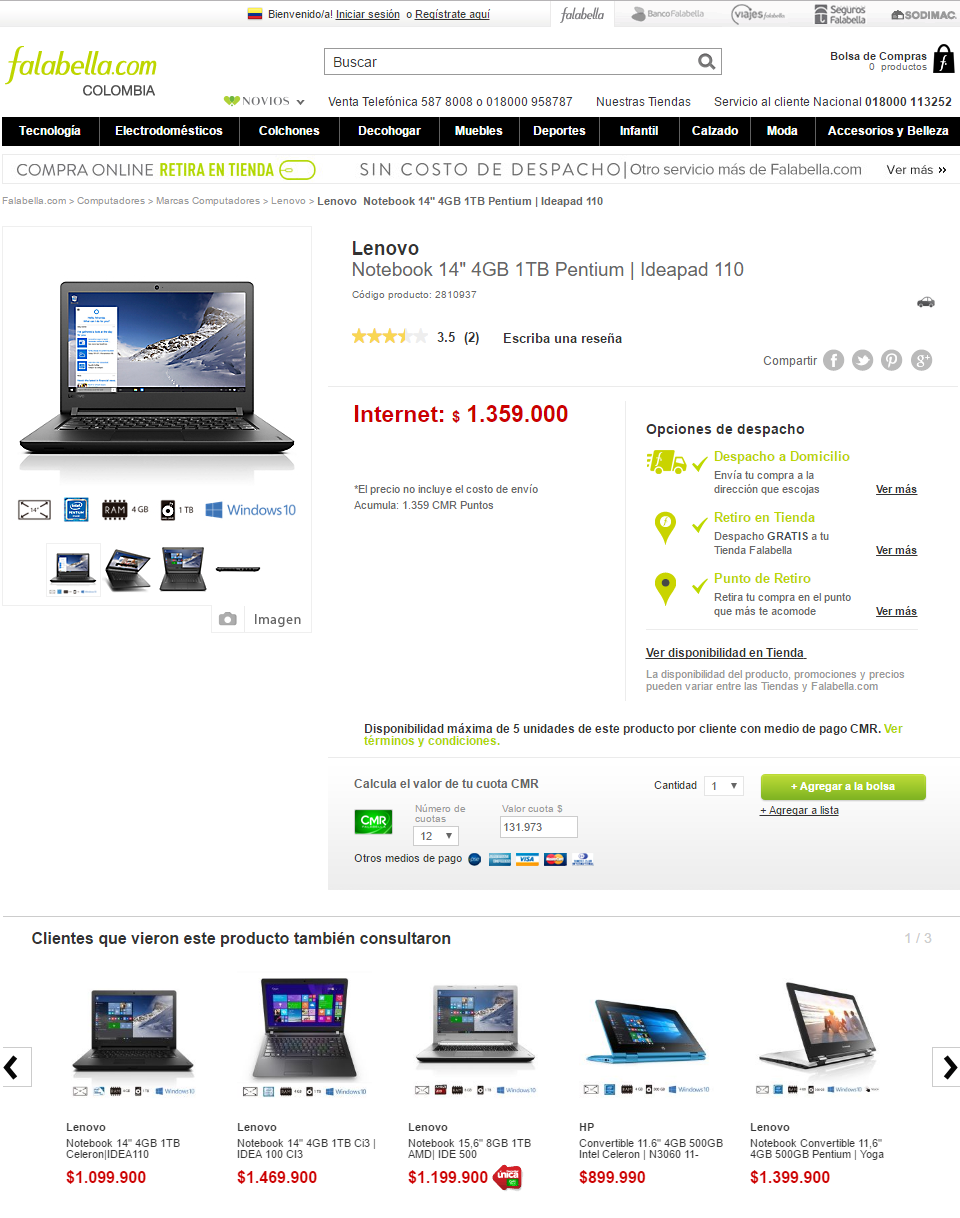 Bienvenido/a! Iniciar sesión o Regístrate aquí
falabella. BancoFalabella Viajes falabella. Seguros Falabella SODIMAC.
falabella.com
COLOMBIA
Buscar
Bolsa de Compras
0 productos
NOVIOS Venta Telefónica 587 8008 o 018000 958787 Nuestras Tiendas Servicio al cliente Nacional 018000 113252
Tecnología Electrodomésticos Colchones Decohogar Muebles Deportes Infantil Calzado Moda Accesorios y Belleza
COMPRA ONLINE RETIRA EN TIENDA SIN COSTO DE DESPACHO | Otro servicio más de Falabella.com Ver más »
Falabella.com > Computadores > Marcas Computadores > Lenovo > Lenovo Notebook 14" 4GB 1TB Pentium | Ideapad 110
Lenovo
Notebook 14" 4GB 1TB Pentium | Ideapad 110
Código producto: 2810937
3.5 (2) Escriba una reseña
Compartir
Internet: $ 1.359.000
*El precio no incluye el costo de envío
Acumula: 1.359 CMR Puntos
Opciones de despacho
Despacho a Domicilio
Envía tu compra a la
dirección que escojas Ver más
Retiro en Tienda
Despacho GRATIS a tu
Tienda Falabella Ver más
Punto de Retiro
Retira tu compra en el punto
que más te acomode Ver más
Ver disponibilidad en Tienda
La disponibilidad del producto, promociones y precios
pueden variar entre las Tiendas y Falabella.com
14" intel PENTIUM RAM 4 GB 1 TB Windows 10
Imagen
Disponibilidad máxima de 5 unidades de este producto por cliente con medio de pago CMR. Ver
términos y condiciones.
Calcula el valor de tu cuota CMR
Cantidad 1 + Agregar a la bolsa
+ Agregar a lista
CMR
Número de
cuotas
12
Valor cuota $
131.973
Otros medios de pago VISA
Clientes que vieron este producto también consultaron 1 / 3
Lenovo
Notebook 14" 4GB 1TB
Celeron|IDEA110
$1.099.900
Lenovo
Notebook 14" 4GB 1TB Ci3 |
IDEA 100 CI3
$1.469.900
Lenovo
Notebook 15,6" 8GB 1TB
AMD| IDE 500
$1.199.900 única
HP
Convertible 11.6" 4GB 500GB
Intel Celeron | N3060 11-
$899.990
Lenovo
Notebook Convertible 11,6"
4GB 500GB Pentium | Yoga
$1.399.900